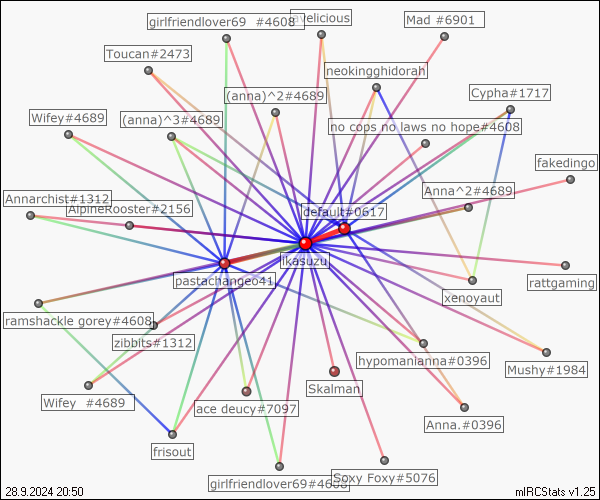 girlfriendlover69 #4608
avelicious
Mad #6901
Toucan#2473
neokingghidorah
(anna)^2#4689
Cypha#1717
Wifey#4689
(anna)^3#4689
no cops no laws no hope#4608
fakedingo
Annarchist#1312
AlpineRooster#2156
Anna^2#4689
default#0617
ikasuzu
pastachangeo41
rattgaming
xenoyaut
ramshackle gorey#4608
zibbits#1312
hypomanianna#0396
Mushy#1984
Skalman
Wifey #4689
ace deucy#7097
Anna.#0396
frisout
girlfriendlover69#4608
Soxy Foxy#5076
28.9.2024 20:50
mIRCStats v1.25